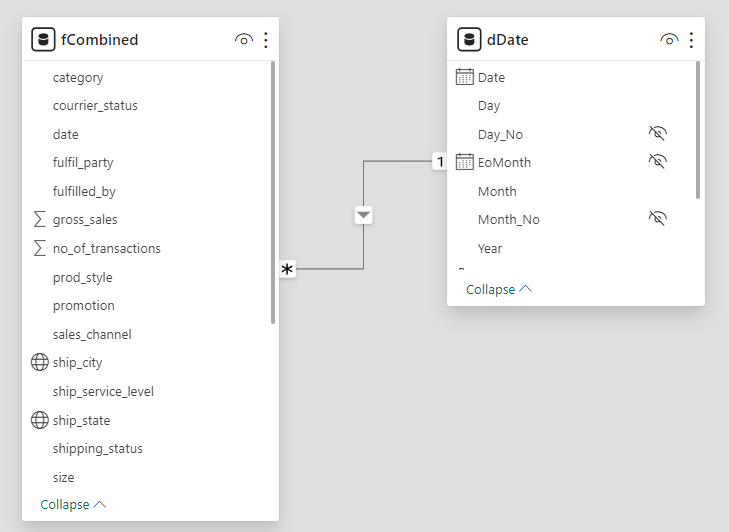 fCombined
category
courrier_status
date
fulfil_party
fulfilled_by
gross_sales
no_of_transactions
prod_style
promotion
sales_channel
ship_city
ship_service_level
ship_state
shipping_status
size
Collapse
*
1
dDate
Date
Day
Day_No
EoMonth
Month
Month_No
Year
Collapse